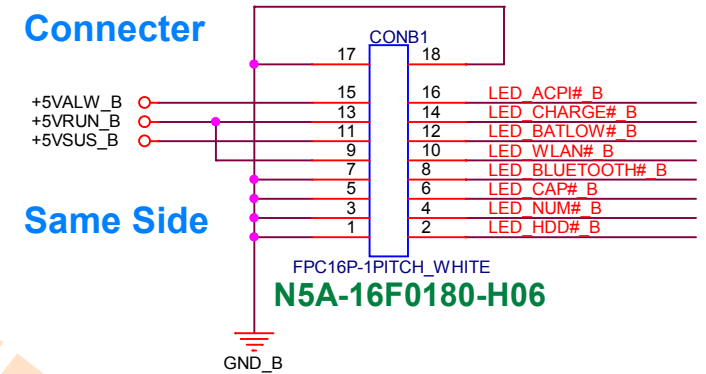 Connecter
CONB1
17 18
+5VALW_B 15 16 LED_ACPI#_B
+5VRUN_B 13 14 LED_CHARGE#_B
+5VSUS_B 11 12 LED_BATLOW#_B
9 10 LED_WLAN#_B
7 8 LED_BLUETOOTH#_B
5 6 LED_CAP#_B
Same Side 3 4 LED_NUM#_B
1 2 LED_HDD#_B
FPC16P-1PITCH_WHITE
N5A-16F0180-H06
GND_B